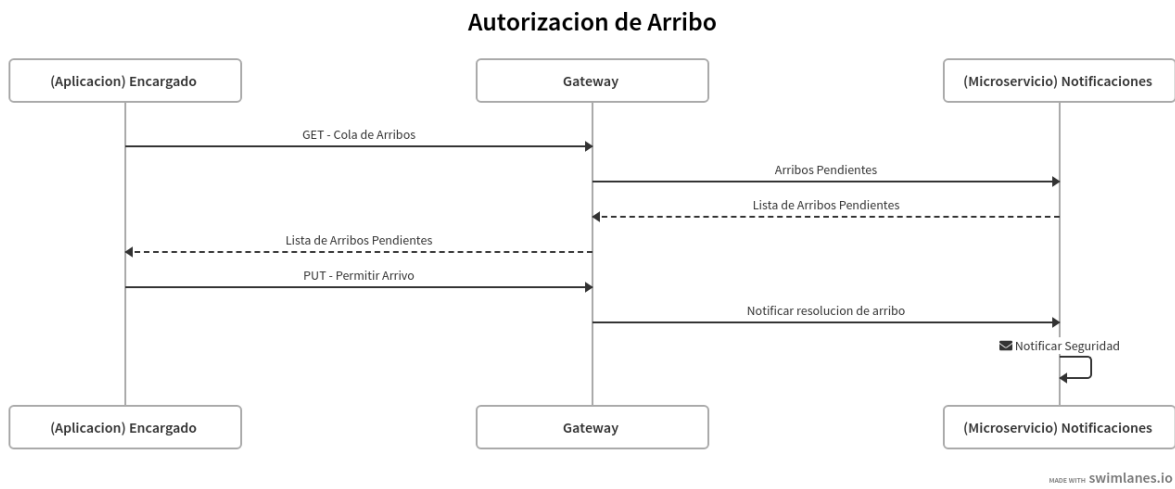 Autorizacion de Arribo
(Aplicacion) Encargado
Gateway
(Microservicio) Notificaciones
GET - Cola de Arribos
Arribos Pendientes
Lista de Arribos Pendientes
Lista de Arribos Pendientes
PUT - Permitir Arrivo
Notificar resolucion de arribo
Notificar Seguridad
(Aplicacion) Encargado
Gateway
(Microservicio) Notificaciones
MADE WITH swimlanes.io